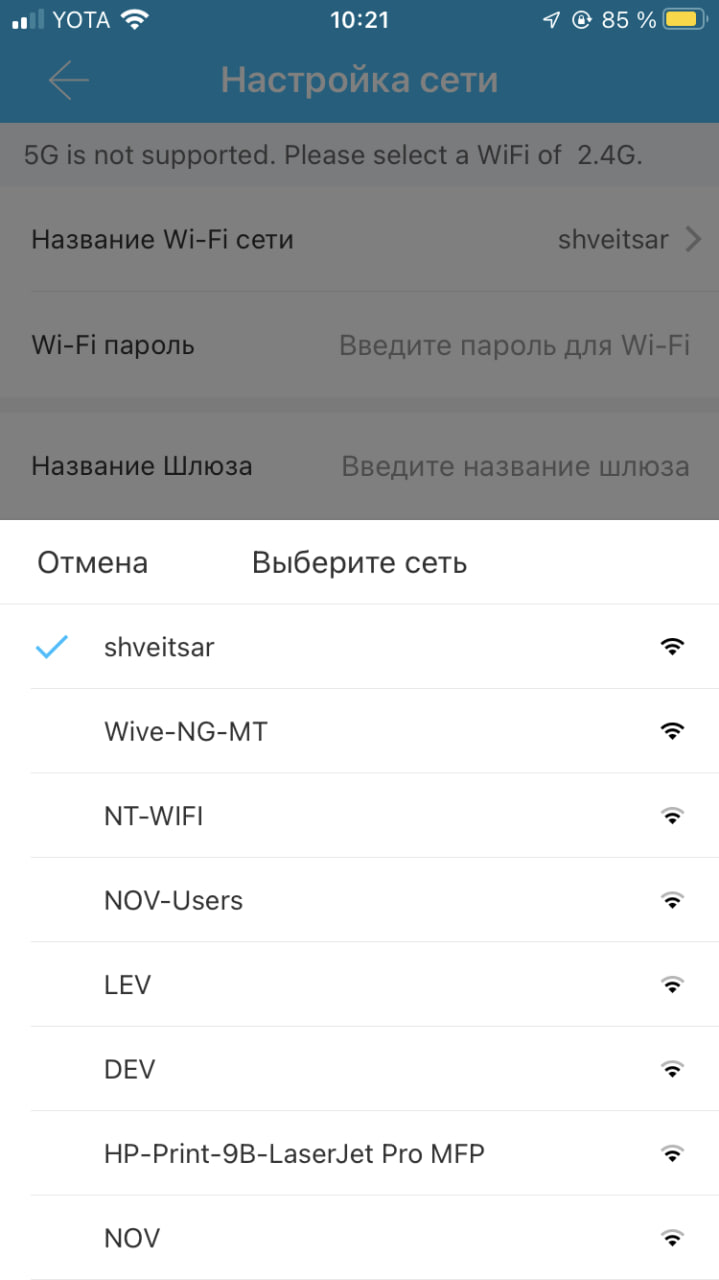 YOTA 10:21 85 %
Настройка сети
5G is not supported. Please select a WiFi of 2.4G.
Название Wi-Fi сети shveitsar
Wi-Fi пароль Введите пароль для Wi-Fi
Название Шлюза Введите название шлюза
Отмена Выберите сеть
shveitsar
Wive-NG-MT
NT-WIFI
NOV-Users
LEV
DEV
HP-Print-9B-LaserJet Pro MFP
NOV